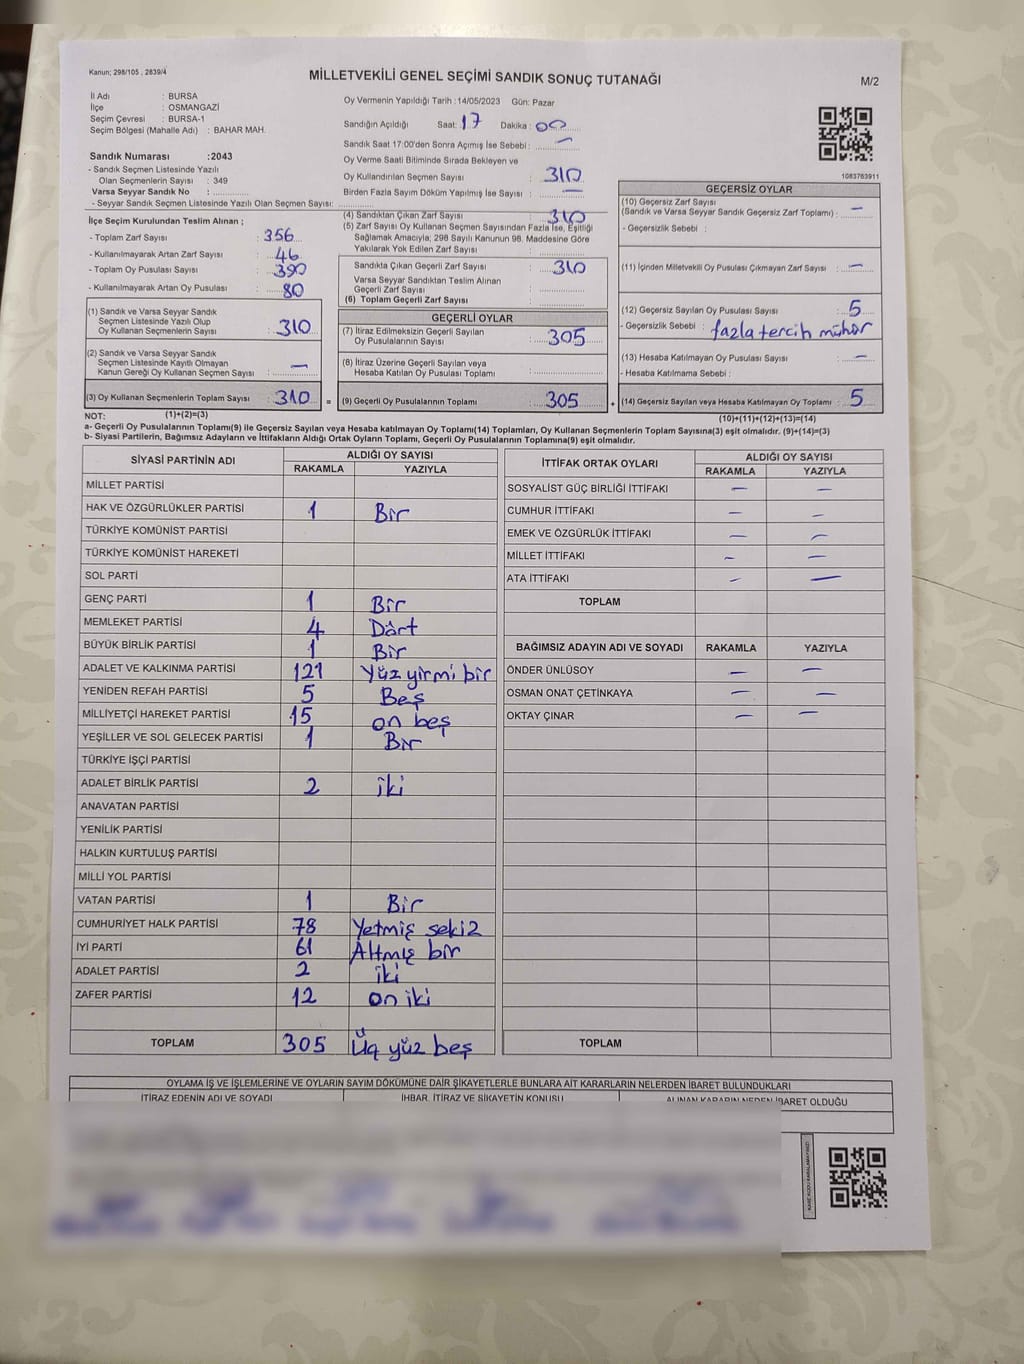 Kanun; 298/105 , 2839/4
MİLLETVEKİLİ GENEL SEÇİMİ SANDIK SONUÇ TUTANAĞI
M/2
İl Adı : BURSA
İlçe : OSMANGAZİ
Seçim Çevresi : BURSA-1
Seçim Bölgesi (Mahalle Adı) : BAHAR MAH.
Sandık Numarası :2043
- Sandık Seçmen Listesinde Yazılı
Olan Seçmenlerin Sayısı : 349
Varsa Seyyar Sandık No :
- Seyyar Sandık Seçmen Listesinde Yazılı Olan Seçmen Sayısı:
Oy Vermenin Yapıldığı Tarih :14/05/2023 Gün: Pazar
Sandığın Açıldığı Saat: 17 Dakika : 00
Sandık Saat 17:00'den Sonra Açılmış İse Sebebi : —
Oy Verme Saati Bitiminde Sırada Bekleyen ve
Oy Kullandırılan Seçmen Sayısı : 310
Birden Fazla Sayım Döküm Yapılmış İse Sayısı : —
1083763911
İlçe Seçim Kurulundan Teslim Alınan ;
- Toplam Zarf Sayısı : 356
- Kullanılmayarak Artan Zarf Sayısı : 46
- Toplam Oy Pusulası Sayısı : 390
- Kullanılmayarak Artan Oy Pusulası : 80
(1) Sandık ve Varsa Seyyar Sandık
Seçmen Listesinde Yazılı Olup
Oy Kullanan Seçmenlerin Sayısı : 310
(2) Sandık ve Varsa Seyyar Sandık
Seçmen Listesinde Kayıtlı Olmayan
Kanun Gereği Oy Kullanan Seçmen Sayısı : —
(3) Oy Kullanan Seçmenlerin Toplam Sayısı : 310 =
(4) Sandıktan Çıkan Zarf Sayısı : 310
(5) Zarf Sayısı Oy Kullanan Seçmen Sayısından Fazla İse, Eşitliği
Sağlamak Amacıyla; 298 Sayılı Kanunun 98. Maddesine Göre
Yakılarak Yok Edilen Zarf Sayısı :
Sandıkta Çıkan Geçerli Zarf Sayısı : 310
Varsa Seyyar Sandıktan Teslim Alınan
Geçerli Zarf Sayısı :
(6) Toplam Geçerli Zarf Sayısı :
GEÇERLİ OYLAR
(7) İtiraz Edilmeksizin Geçerli Sayılan
Oy Pusulalarının Sayısı : 305
(8) İtiraz Üzerine Geçerli Sayılan veya
Hesaba Katılan Oy Pusulası Toplamı :
(9) Geçerli Oy Pusulalarının Toplamı : 305 +
GEÇERSİZ OYLAR
(10) Geçersiz Zarf Sayısı
(Sandık ve Varsa Seyyar Sandık Geçersiz Zarf Toplamı) : —
- Geçersizlik Sebebi :
(11) İçinden Milletvekili Oy Pusulası Çıkmayan Zarf Sayısı : —
(12) Geçersiz Sayılan Oy Pusulası Sayısı : 5
- Geçersizlik Sebebi : fazla tercih mühür
(13) Hesaba Katılmayan Oy Pusulası Sayısı : —
- Hesaba Katılmama Sebebi :
(14) Geçersiz Sayılan veya Hesaba Katılmayan Oy Pusulası Toplamı : 5
NOT: (1)+(2)=(3) (10)+(11)+(12)+(13)=(14)
a- Geçerli Oy Pusulalarının Toplamı(9) ile Geçersiz Sayılan veya Hesaba katılmayan Oy Toplamı(14) Toplamları, Oy Kullanan Seçmenlerin Toplam Sayısına(3) eşit olmalıdır. (9)+(14)=(3)
b- Siyasi Partilerin, Bağımsız Adayların ve İttifakların Aldığı Ortak Oyların Toplamı, Geçerli Oy Pusulalarının Toplamına(9) eşit olmalıdır.
SİYASİ PARTİNİN ADI ALDIĞI OY SAYISI
RAKAMLA YAZIYLA
MİLLET PARTİSİ
HAK VE ÖZGÜRLÜKLER PARTİSİ 1 Bir
TÜRKİYE KOMÜNİST PARTİSİ
TÜRKİYE KOMÜNİST HAREKETİ
SOL PARTİ
GENÇ PARTİ 1 Bir
MEMLEKET PARTİSİ 4 Dört
BÜYÜK BİRLİK PARTİSİ 1 Bir
ADALET VE KALKINMA PARTİSİ 121 Yüz yirmi bir
YENİDEN REFAH PARTİSİ 5 Beş
MİLLİYETÇİ HAREKET PARTİSİ 15 on beş
YEŞİLLER VE SOL GELECEK PARTİSİ 1 Bir
TÜRKİYE İŞÇİ PARTİSİ
ADALET BİRLİK PARTİSİ 2 iki
ANAVATAN PARTİSİ
YENİLİK PARTİSİ
HALKIN KURTULUŞ PARTİSİ
MİLLİ YOL PARTİSİ
VATAN PARTİSİ 1 Bir
CUMHURİYET HALK PARTİSİ 78 Yetmiş sekiz
İYİ PARTİ 61 Altmış bir
ADALET PARTİSİ 2 iki
ZAFER PARTİSİ 12 on iki
TOPLAM 305 Üç yüz beş
İTTİFAK ORTAK OYLARI ALDIĞI OY SAYISI
RAKAMLA YAZIYLA
SOSYALİST GÜÇ BİRLİĞİ İTTİFAKI — —
CUMHUR İTTİFAKI — —
EMEK VE ÖZGÜRLÜK İTTİFAKI — —
MİLLET İTTİFAKI — —
ATA İTTİFAKI — —
TOPLAM
BAĞIMSIZ ADAYIN ADI VE SOYADI RAKAMLA YAZIYLA
ÖNDER ÜNLÜSOY — —
OSMAN ONAT ÇETİNKAYA — —
OKTAY ÇINAR — —
TOPLAM
OYLAMA İŞ VE İŞLEMLERİNE VE OYLARIN SAYIM DÖKÜMÜNE DAİR ŞİKAYETLERLE BUNLARA AİT KARARLARIN NELERDEN İBARET BULUNDUKLARI
İTİRAZ EDENİN ADI VE SOYADI İHBAR, İTİRAZ VE ŞİKAYETİN KONUSU ALINAN KARARIN NEDEN İBARET OLDUĞU